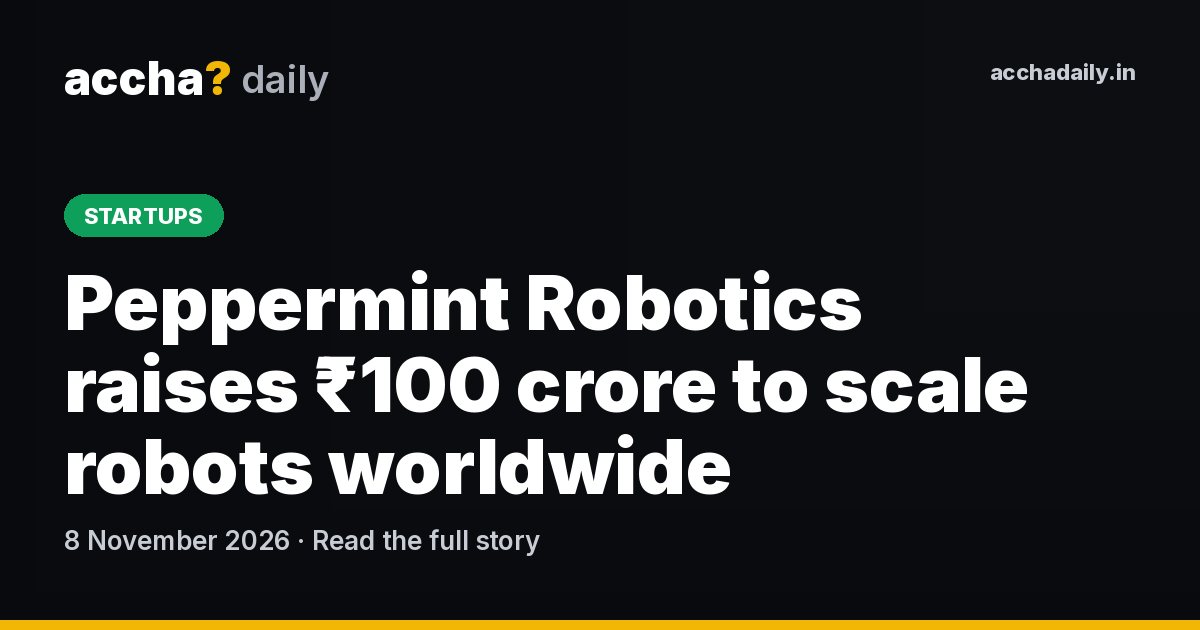 accha? daily
acchadaily.in
STARTUPS
Peppermint Robotics
raises ₹100 crore to scale
robots worldwide
8 November 2026 · Read the full story